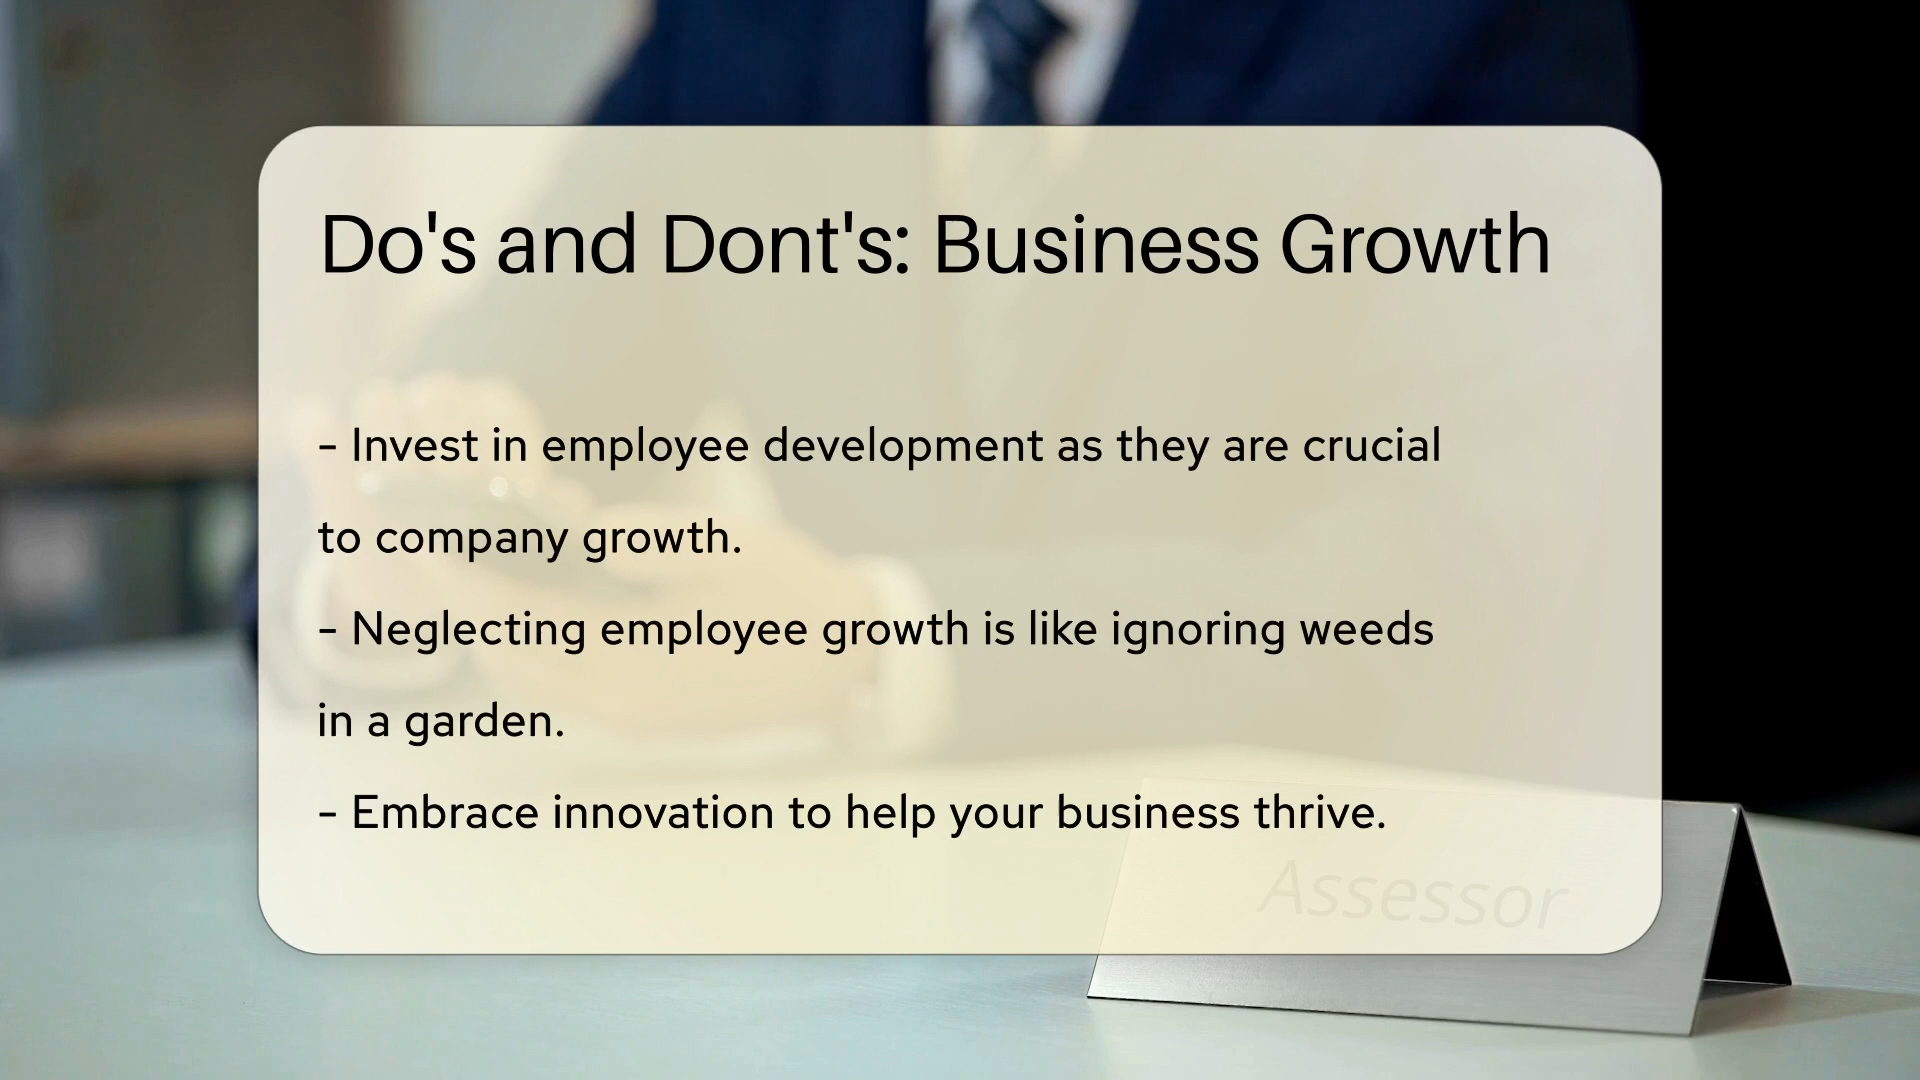 Do's and Dont's: Business Growth
- Invest in employee development as they are crucial
to company growth.
- Neglecting employee growth is like ignoring weeds
in a garden.
- Embrace innovation to help your business thrive.
Assessor